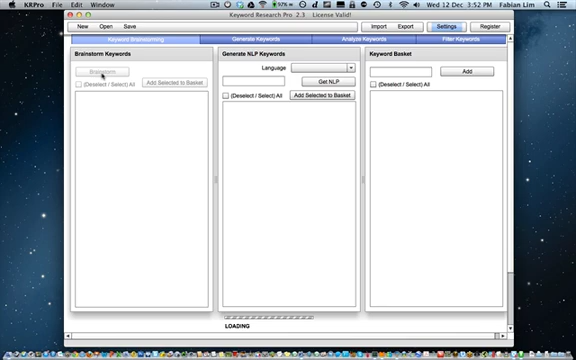 KRPro File Edit Window 97% Wed 12 Dec 3:52 PM Fabian Lim
Keyword Research Pro 2.3 License Valid!
New Open Save Import Export Settings Register
Keyword Brainstorming Generate Keywords Analyze Keywords Filter Keywords
Brainstorm Keywords Generate NLP Keywords Keyword Basket
Language
Brainstorm Get NLP Add
(Deselect / Select) All Add Selected to Basket (Deselect / Select) All Add Selected to Basket (Deselect / Select) All
LOADING